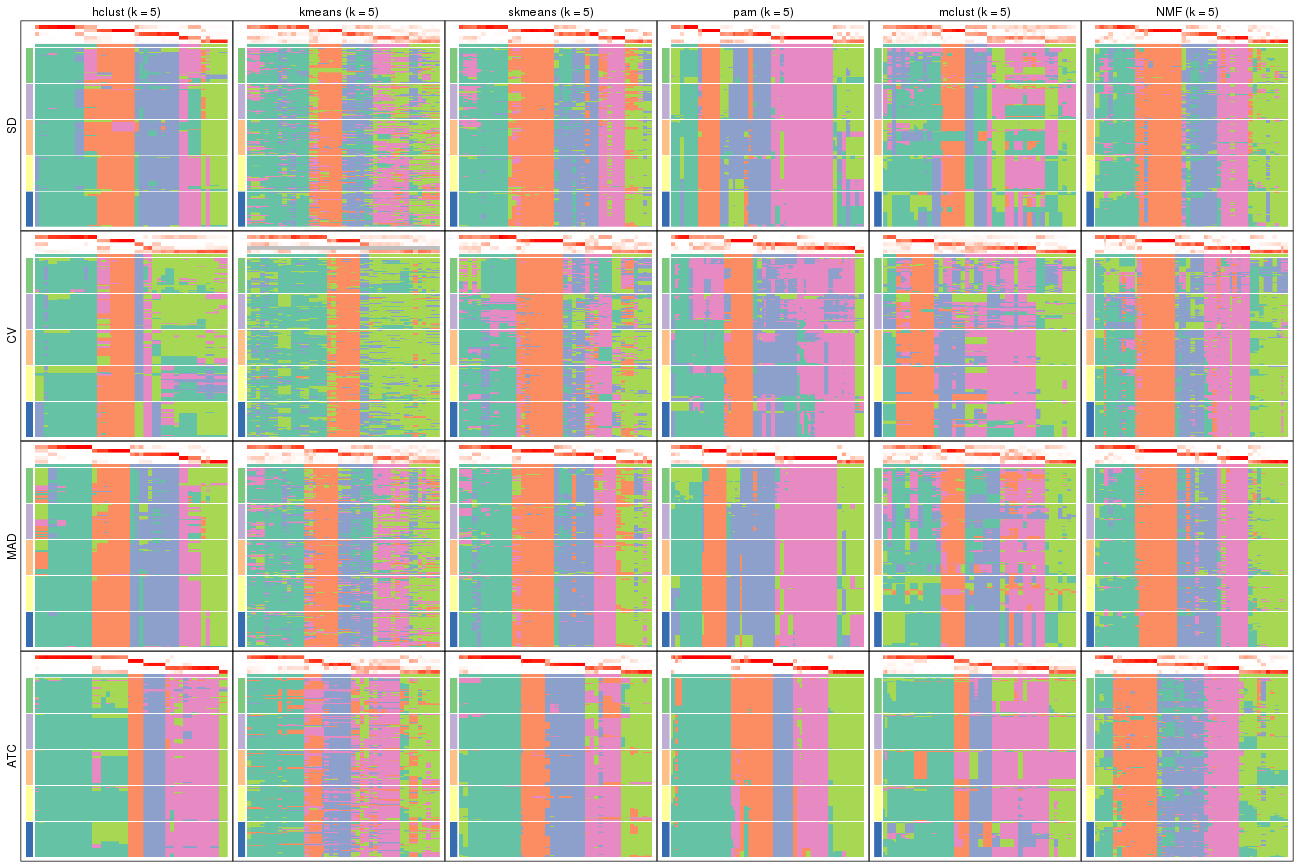 hclust (k = 5) kmeans (k = 5) skmeans (k = 5) pam (k = 5) mclust (k = 5) NMF (k = 5)
SD
CV
MAD
ATC